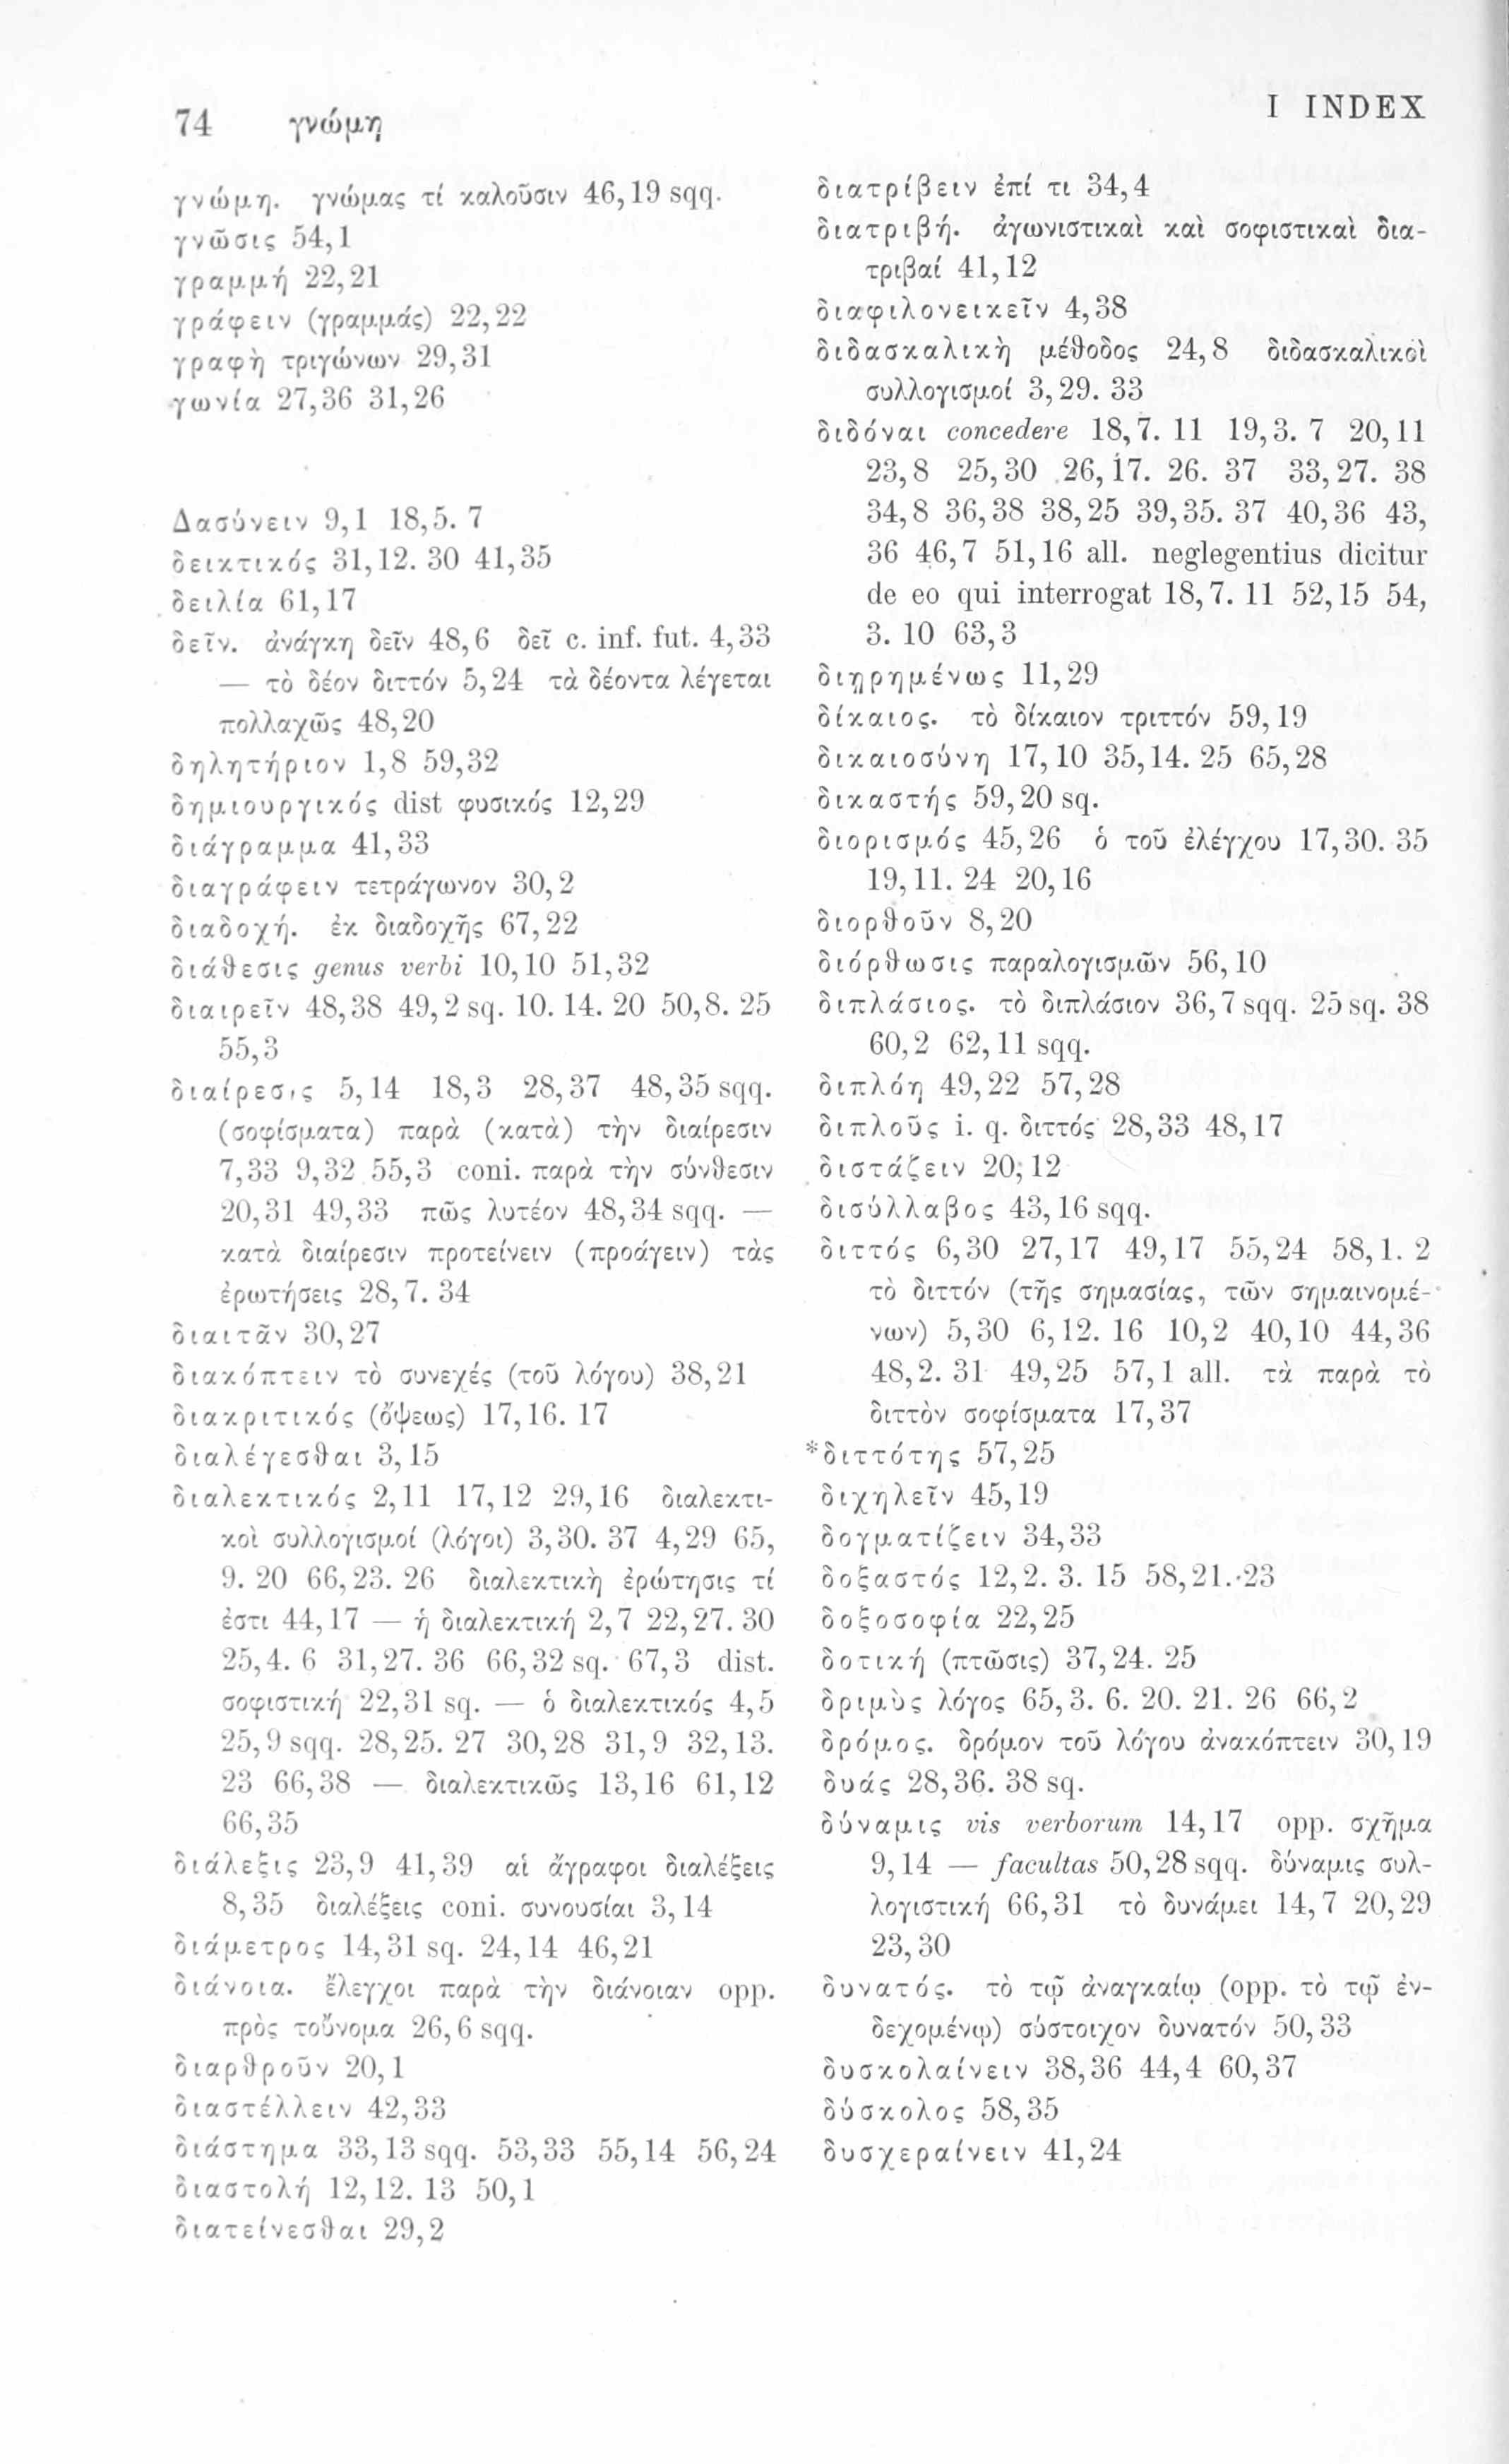 74 γνώμη
I INDEX
γνώμη. γνώμας τί καλοῦσιν 46,19 sqq.
γνῶσις 54,1
γραμμή 22,21
γράφειν (γραμμάς) 22,22
γραφὴ τριγώνων 29,31
γωνία 27,36 31,26
Δασύνειν 9,1 18,5. 7
δεικτικός 31,12. 30 41,35
δειλία 61,17
δεῖν. ἀνάγκη δεῖν 48,6 δεῖ c. inf. fut. 4,33
— τὸ δέον διττόν 5,24 τὰ δέοντα λέγεται
πολλαχῶς 48,20
δηλητήριον 1,8 59,32
δημιουργικός dist φυσικός 12,29
διάγραμμα 41,33
διαγράφειν τετράγωνον 30,2
διαδοχή. ἐκ διαδοχῆς 67,22
διάθεσις genus verbi 10,10 51,32
διαιρεῖν 48,38 49,2 sq. 10. 14. 20 50,8. 25
55,3
διαίρεσις 5,14 18,3 28,37 48,35 sqq.
(σοφίσματα) παρὰ (κατὰ) τὴν διαίρεσιν
7,33 9,32 55,3 coni. παρὰ τὴν σύνθεσιν
20,31 49,33 πῶς λυτέον 48,34 sqq. —
κατὰ διαίρεσιν προτείνειν (προάγειν) τὰς
ἐρωτήσεις 28,7. 34
διαιτᾶν 30,27
διακόπτειν τὸ συνεχές (τοῦ λόγου) 38,21
διακριτικός (ὄψεως) 17,16. 17
διαλέγεσθαι 3,15
διαλεκτικός 2,11 17,12 29,16 διαλεκτι-
κοὶ συλλογισμοί (λόγοι) 3,30. 37 4,29 65,
9. 20 66,23. 26 διαλεκτικὴ ἐρώτησις τί
ἐστι 44,17 — ἡ διαλεκτική 2,7 22,27. 30
25,4. 6 31,27. 36 66,32 sq. 67,3 dist.
σοφιστική 22,31 sq. — ὁ διαλεκτικός 4,5
25,9 sqq. 28,25. 27 30,28 31,9 32,13.
23 66,38 — διαλεκτικῶς 13,16 61,12
66,35
διάλεξις 23,9 41,39 αἱ ἄγραφοι διαλέξεις
8,35 διαλέξεις coni. συνουσίαι 3,14
διάμετρος 14,31 sq. 24,14 46,21
διάνοια. ἔλεγχοι παρὰ τὴν διάνοιαν opp.
πρὸς τοὔνομα 26,6 sqq.
διαρθροῦν 20,1
διαστέλλειν 42,33
διάστημα 33,13 sqq. 53,33 55,14 56,24
διαστολή 12,12. 13 50,1
διατείνεσθαι 29,2
διατρίβειν ἐπί τι 34,4
διατριβή. ἀγωνιστικαὶ καὶ σοφιστικαὶ δια-
τριβαί 41,12
διαφιλονεικεῖν 4,38
διδασκαλικὴ μέθοδος 24,8 διδασκαλικοὶ
συλλογισμοί 3,29. 33
διδόναι concedere 18,7. 11 19,3. 7 20,11
23,8 25,30 26,17. 26. 37 33,27. 38
34,8 36,38 38,25 39,35. 37 40,36 43,
36 46,7 51,16 all. neglegentius dicitur
de eo qui interrogat 18,7. 11 52,15 54,
3. 10 63,3
διῃρημένως 11,29
δίκαιος. τὸ δίκαιον τριττόν 59,19
δικαιοσύνη 17,10 35,14. 25 65,28
δικαστής 59,20 sq.
διορισμός 45,26 ὁ τοῦ ἐλέγχου 17,30. 35
19,11. 24 20,16
διορθοῦν 8,20
διόρθωσις παραλογισμῶν 56,10
διπλάσιος. τὸ διπλάσιον 36,7 sqq. 25 sq. 38
60,2 62,11 sqq.
διπλόη 49,22 57,28
διπλοῦς i. q. διττός 28,33 48,17
διστάζειν 20,12
δισύλλαβος 43,16 sqq.
διττός 6,30 27,17 49,17 55,24 58,1. 2
τὸ διττόν (τῆς σημασίας, τῶν σημαινομέ-
νων) 5,30 6,12. 16 10,2 40,10 44,36
48,2. 31 49,25 57,1 all. τὰ παρὰ τὸ
διττὸν σοφίσματα 17,37
*διττότης 57,25
διχηλεῖν 45,19
δογματίζειν 34,33
δοξαστός 12,2. 3. 15 58,21. 23
δοξοσοφία 22,25
δοτική (πτῶσις) 37,24. 25
δριμὺς λόγος 65,3. 6. 20. 21. 26 66,2
δρόμος. δρόμον τοῦ λόγου ἀνακόπτειν 30,19
δυάς 28,36. 38 sq.
δύναμις vis verborum 14,17 opp. σχῆμα
9,14 — facultas 50,28 sqq. δύναμις συλ-
λογιστική 66,31 τὸ δυνάμει 14,7 20,29
23,30
δυνατός. τὸ τῷ ἀναγκαίῳ (opp. τὸ τῷ ἐν-
δεχομένῳ) σύστοιχον δυνατόν 50,33
δυσκολαίνειν 38,36 44,4 60,37
δύσκολος 58,35
δυσχεραίνειν 41,24